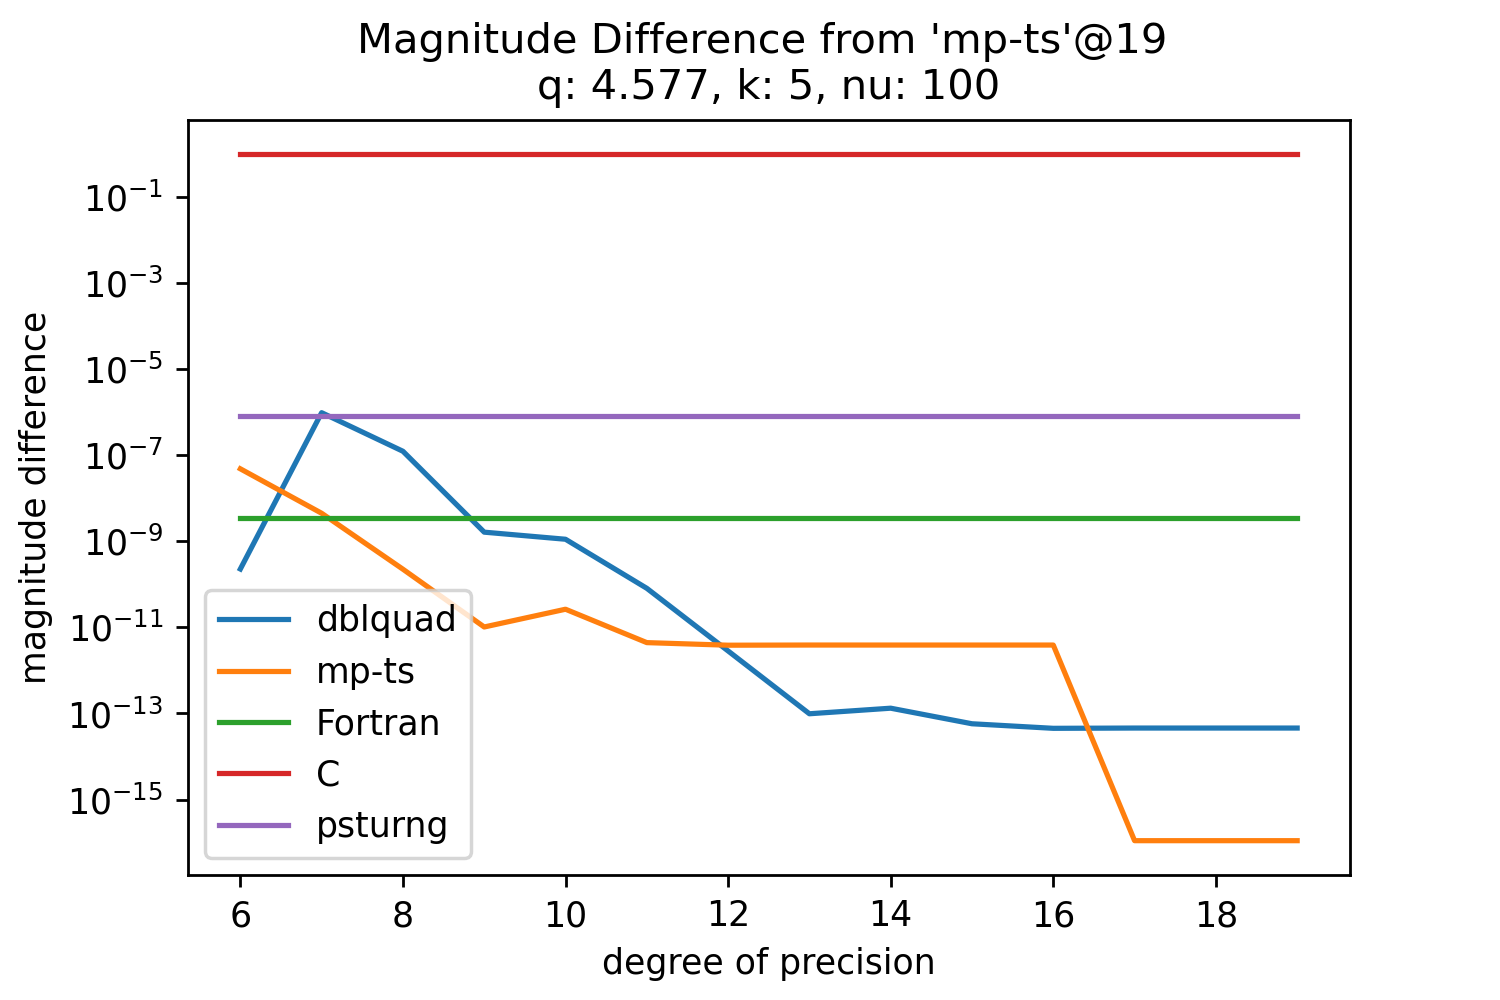 Magnitude Difference from 'mp-ts'@19
q: 4.577, k: 5, nu: 100
magnitude difference
10⁻¹
10⁻³
10⁻⁵
10⁻⁷
10⁻⁹
10⁻¹¹
10⁻¹³
10⁻¹⁵
dblquad
mp-ts
Fortran
C
psturng
6 8 10 12 14 16 18
degree of precision